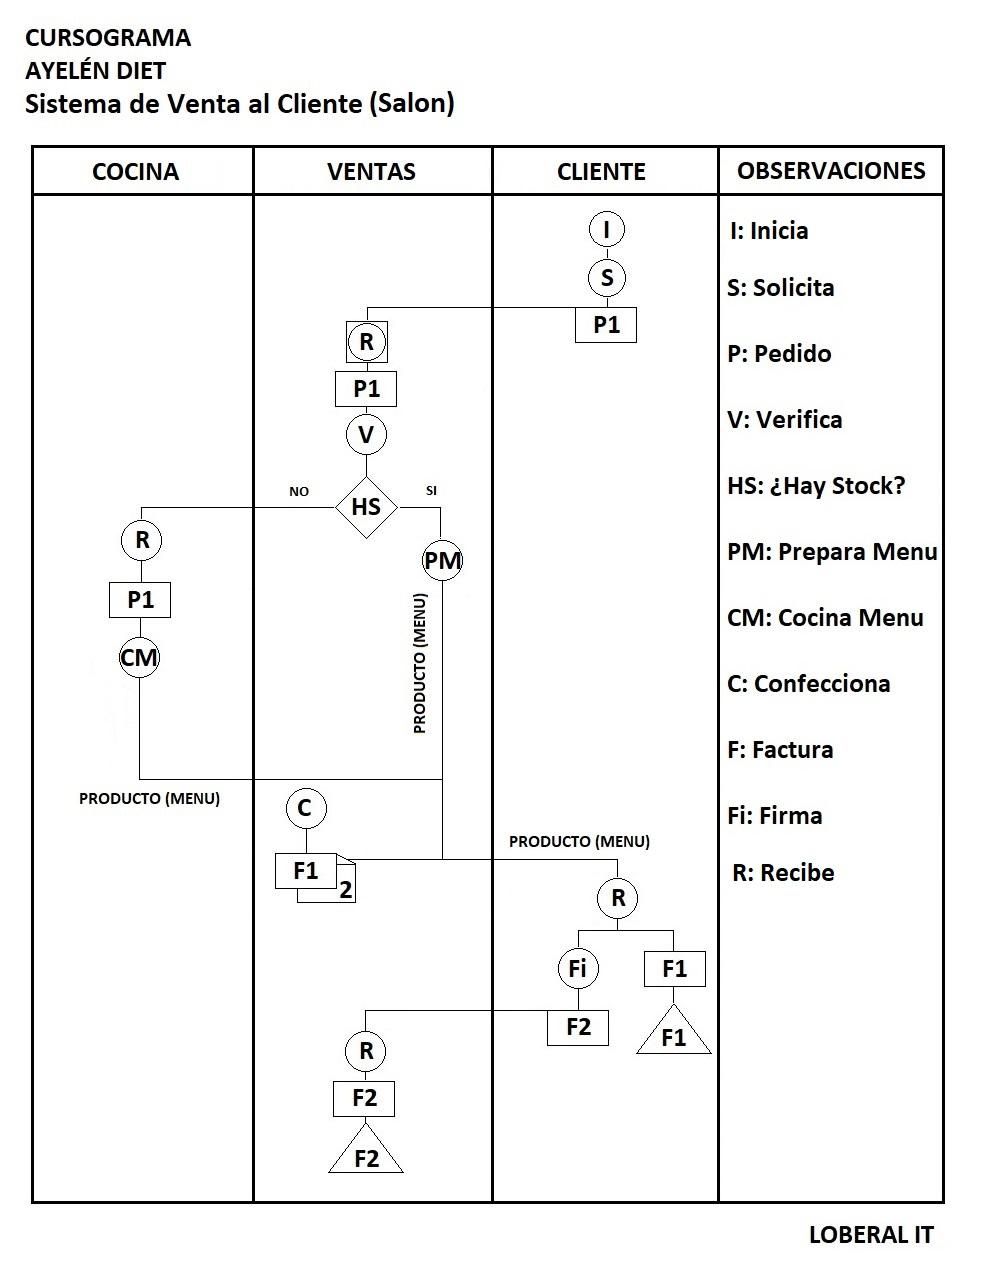 CURSOGRAMA
AYELÉN DIET
Sistema de Venta al Cliente (Salon)
COCINA VENTAS CLIENTE OBSERVACIONES
I
I: Inicia
S
S: Solicita
P1
R
P: Pedido
P1
V
V: Verifica
NO
SI
HS
HS: ¿Hay Stock?
R
PM
PM: Prepara Menu
P1
CM: Cocina Menu
CM
PRODUCTO (MENU)
C: Confecciona
F: Factura
PRODUCTO (MENU)
C
Fi: Firma
PRODUCTO (MENU)
F1
2
R: Recibe
R
Fi
F1
F2
F1
R
F2
F2
LOBERAL IT